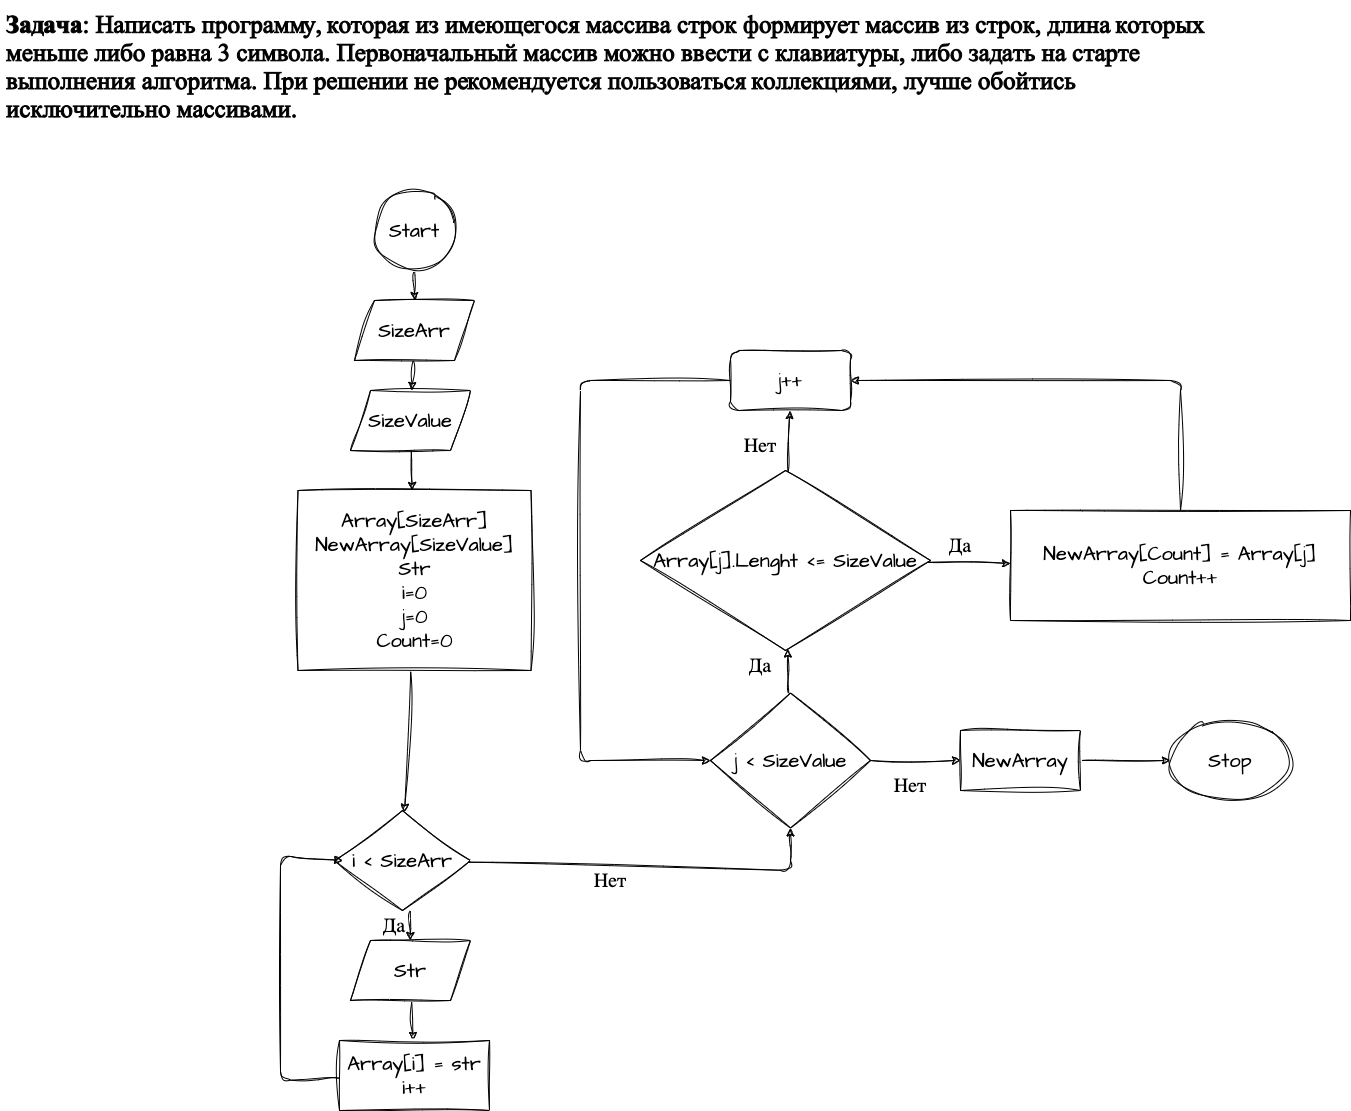 Задача: Написать программу, которая из имеющегося массива строк формирует массив из строк, длина которых
меньше либо равна 3 символа. Первоначальный массив можно ввести с клавиатуры, либо задать на старте
выполнения алгоритма. При решении не рекомендуется пользоваться коллекциями, лучше обойтись
исключительно массивами.
Start
SizeArr
SizeValue
Array[SizeArr]
NewArray[SizeValue]
Str
i=0
j=0
Count=0
i < SizeArr
Да
Str
Array[i] = str
i++
Нет
j < SizeValue
Да
Array[j].Lenght <= SizeValue
Нет
j++
Да
NewArray[Count] = Array[j]
Count++
Нет
NewArray
Stop